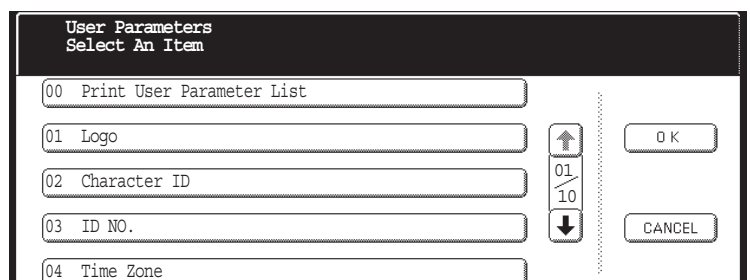 User Parameters
Select An Item
00 Print User Parameter List
01 Logo
02 Character ID
03 ID NO.
04 Time Zone
01
10
OK
CANCEL